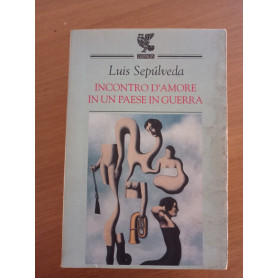 Luis Sepúlveda
INCONTRO D'AMORE
IN UN PAESE IN GUERRA